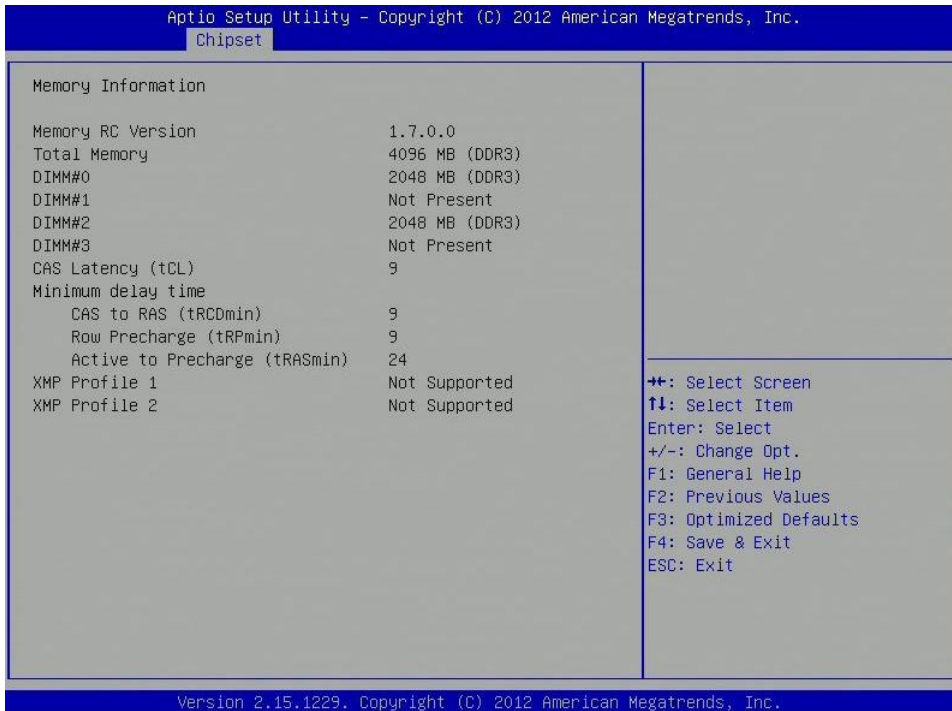 Aptio Setup Utility – Copyright (C) 2012 American Megatrends, Inc.
Chipset
Memory Information
Memory RC Version 1.7.0.0
Total Memory 4096 MB (DDR3)
DIMM#0 2048 MB (DDR3)
DIMM#1 Not Present
DIMM#2 2048 MB (DDR3)
DIMM#3 Not Present
CAS Latency (tCL) 9
Minimum delay time
CAS to RAS (tRCDmin) 9
Row Precharge (tRPmin) 9
Active to Precharge (tRASmin) 24
XMP Profile 1 Not Supported
XMP Profile 2 Not Supported
→←: Select Screen
↑↓: Select Item
Enter: Select
+/-: Change Opt.
F1: General Help
F2: Previous Values
F3: Optimized Defaults
F4: Save & Exit
ESC: Exit
Version 2.15.1229. Copyright (C) 2012 American Megatrends, Inc.